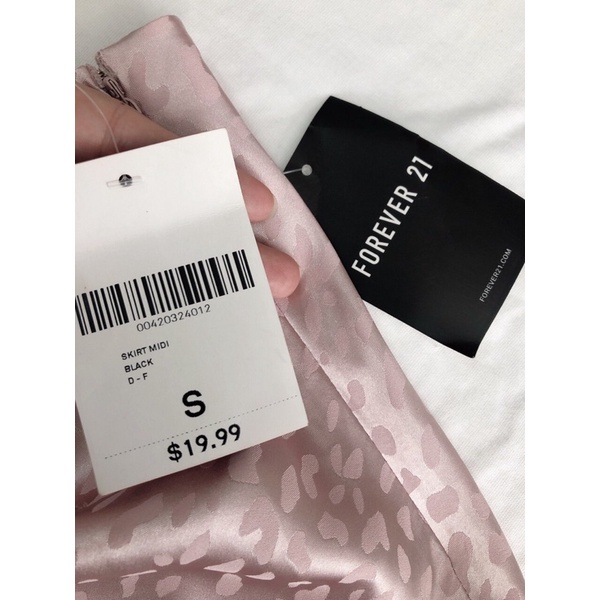 00420324012
SKIRT MIDI
BLACK
D - F
S
$19.99
FOREVER 21
FOREVER21.COM